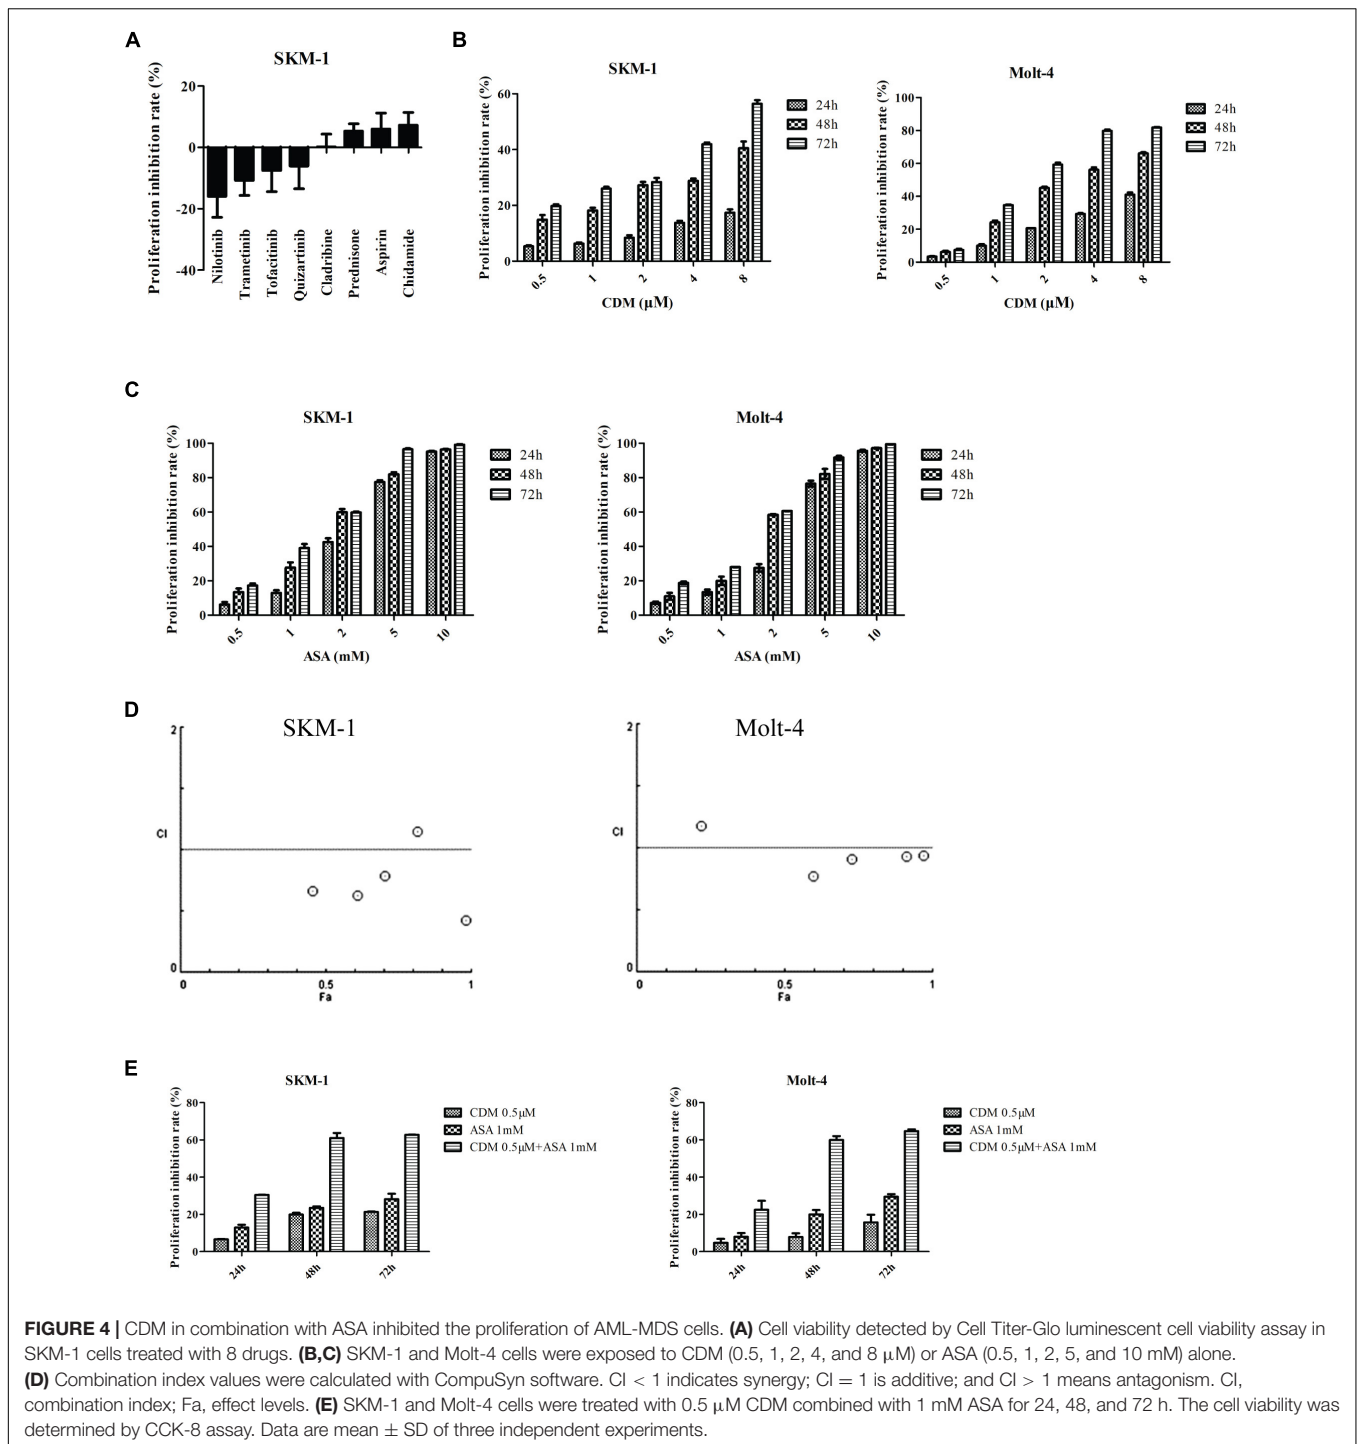 A
SKM-1
Proliferation inhibition rate (%)
20
0
-20
-40
Nilotinib
Trametinib
Tofacitinib
Quizartinib
Cladribine
Prednisone
Aspirin
Chidamide
B
SKM-1
Proliferation inhibition rate (%)
60
40
20
0
0.5
1
2
4
8
CDM (μM)
24h
48h
72h
Molt-4
Proliferation inhibition rate (%)
100
80
60
40
20
0
0.5
1
2
4
8
CDM (μM)
24h
48h
72h
C
SKM-1
Proliferation inhibition rate (%)
100
80
60
40
20
0
0.5
1
2
5
10
ASA (mM)
24h
48h
72h
Molt-4
Proliferation inhibition rate (%)
100
80
60
40
20
0
0.5
1
2
5
10
ASA (mM)
24h
48h
72h
D
SKM-1
2
CI
0
0
0.5
1
Fa
Molt-4
2
CI
0
0
0.5
1
Fa
E
SKM-1
Proliferation inhibition rate (%)
80
60
40
20
0
24h
48h
72h
CDM 0.5μM
ASA 1mM
CDM 0.5μM+ASA 1mM
Molt-4
Proliferation inhibition rate (%)
80
60
40
20
0
24h
48h
72h
CDM 0.5μM
ASA 1mM
CDM 0.5μM+ASA 1mM
FIGURE 4 | CDM in combination with ASA inhibited the proliferation of AML-MDS cells. (A) Cell viability detected by Cell Titer-Glo luminescent cell viability assay in
SKM-1 cells treated with 8 drugs. (B,C) SKM-1 and Molt-4 cells were exposed to CDM (0.5, 1, 2, 4, and 8 μM) or ASA (0.5, 1, 2, 5, and 10 mM) alone.
(D) Combination index values were calculated with CompuSyn software. CI < 1 indicates synergy; CI = 1 is additive; and CI > 1 means antagonism. CI,
combination index; Fa, effect levels. (E) SKM-1 and Molt-4 cells were treated with 0.5 μM CDM combined with 1 mM ASA for 24, 48, and 72 h. The cell viability was
determined by CCK-8 assay. Data are mean ± SD of three independent experiments.